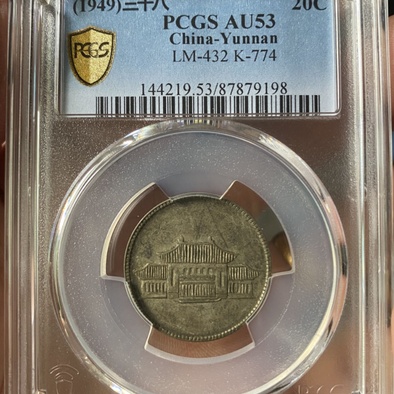 (1949)三十八 20C
PCGS AU53
China-Yunnan
LM-432 K-774
144219.53/87879198
PCGS